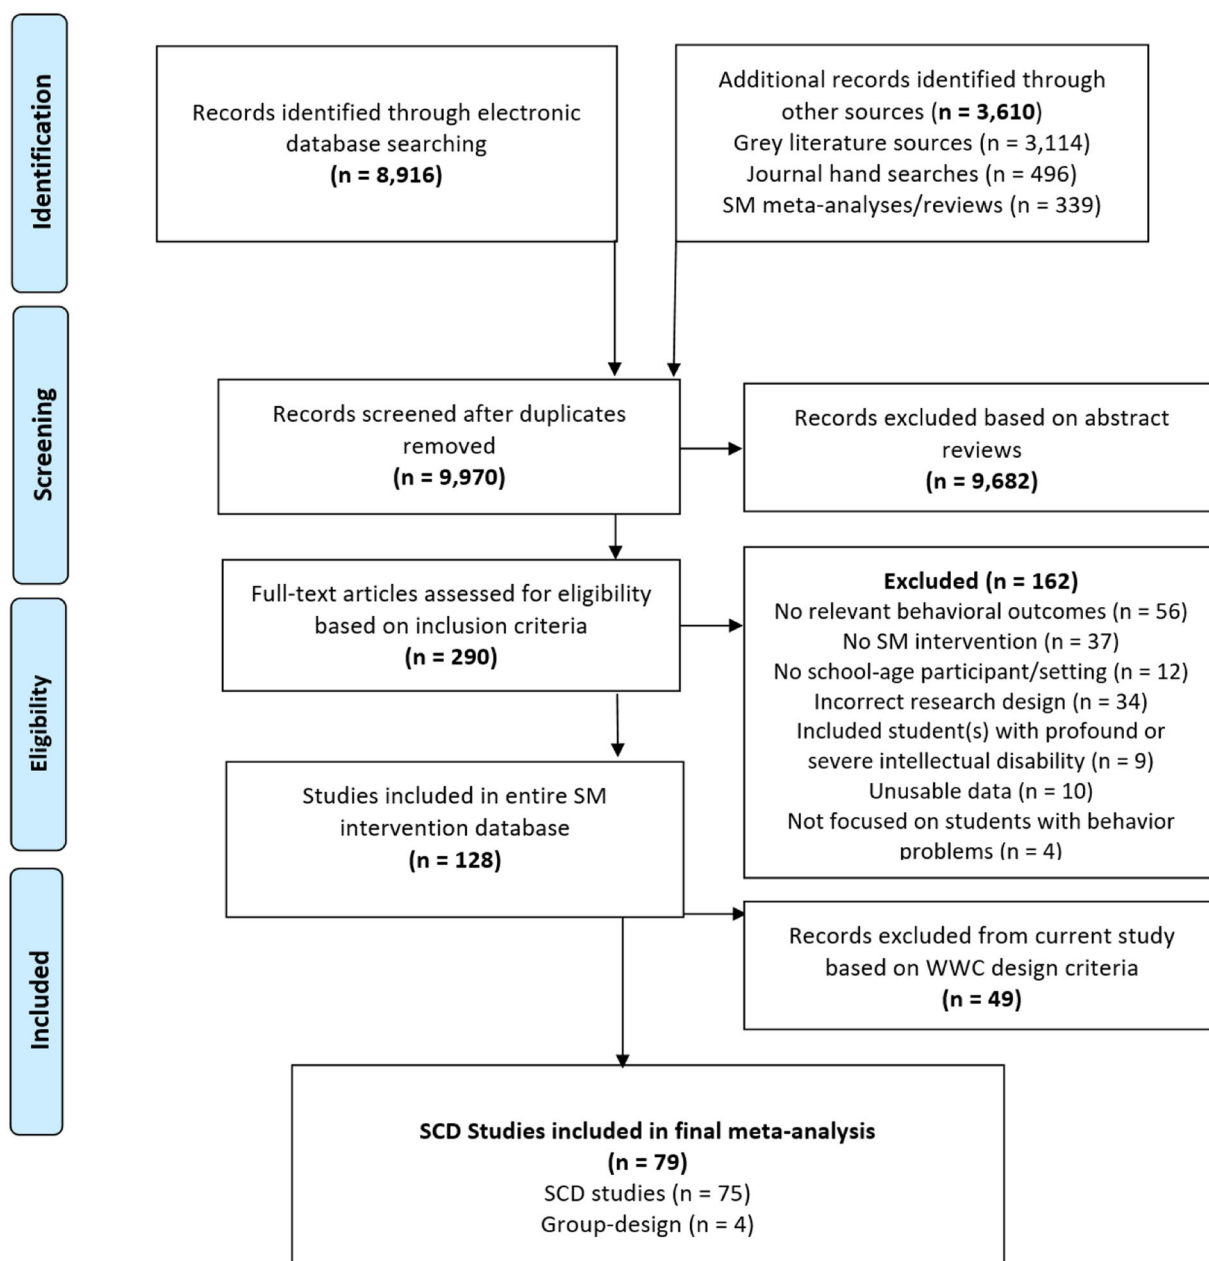 Identification
Records identified through electronic
database searching
(n = 8,916)
Additional records identified through
other sources (n = 3,610)
Grey literature sources (n = 3,114)
Journal hand searches (n = 496)
SM meta-analyses/reviews (n = 339)
Screening
Records screened after duplicates
removed
(n = 9,970)
Records excluded based on abstract
reviews
(n = 9,682)
Eligibility
Full-text articles assessed for eligibility
based on inclusion criteria
(n = 290)
Excluded (n = 162)
No relevant behavioral outcomes (n = 56)
No SM intervention (n = 37)
No school-age participant/setting (n = 12)
Incorrect research design (n = 34)
Included student(s) with profound or
severe intellectual disability (n = 9)
Unusable data (n = 10)
Not focused on students with behavior
problems (n = 4)
Studies included in entire SM
intervention database
(n = 128)
Included
Records excluded from current study
based on WWC design criteria
(n = 49)
SCD Studies included in final meta-analysis
(n = 79)
SCD studies (n = 75)
Group-design (n = 4)